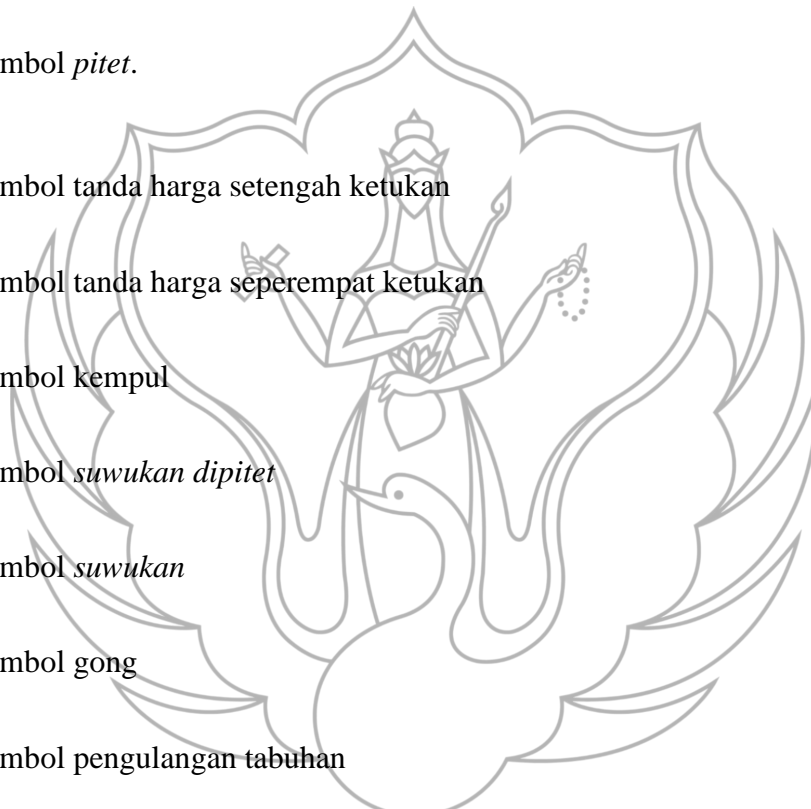 mbol pitet.
mbol tanda harga setengah ketukan
mbol tanda harga seperempat ketukan
mbol kempul
mbol suwukan dipitet
mbol suwukan
mbol gong
mbol pengulangan tabuhan